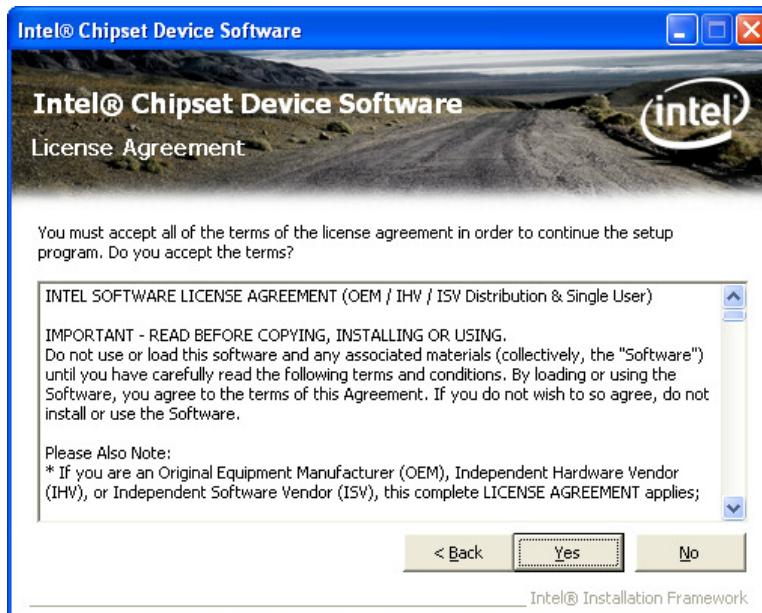 Intel® Chipset Device Software
Intel® Chipset Device Software
intel
License Agreement
You must accept all of the terms of the license agreement in order to continue the setup
program. Do you accept the terms?
INTEL SOFTWARE LICENSE AGREEMENT (OEM / IHV / ISV Distribution & Single User)
IMPORTANT - READ BEFORE COPYING, INSTALLING OR USING.
Do not use or load this software and any associated materials (collectively, the "Software")
until you have carefully read the following terms and conditions. By loading or using the
Software, you agree to the terms of this Agreement. If you do not wish to so agree, do not
install or use the Software.
Please Also Note:
* If you are an Original Equipment Manufacturer (OEM), Independent Hardware Vendor
(IHV), or Independent Software Vendor (ISV), this complete LICENSE AGREEMENT applies;
< Back
Yes
No
Intel® Installation Framework